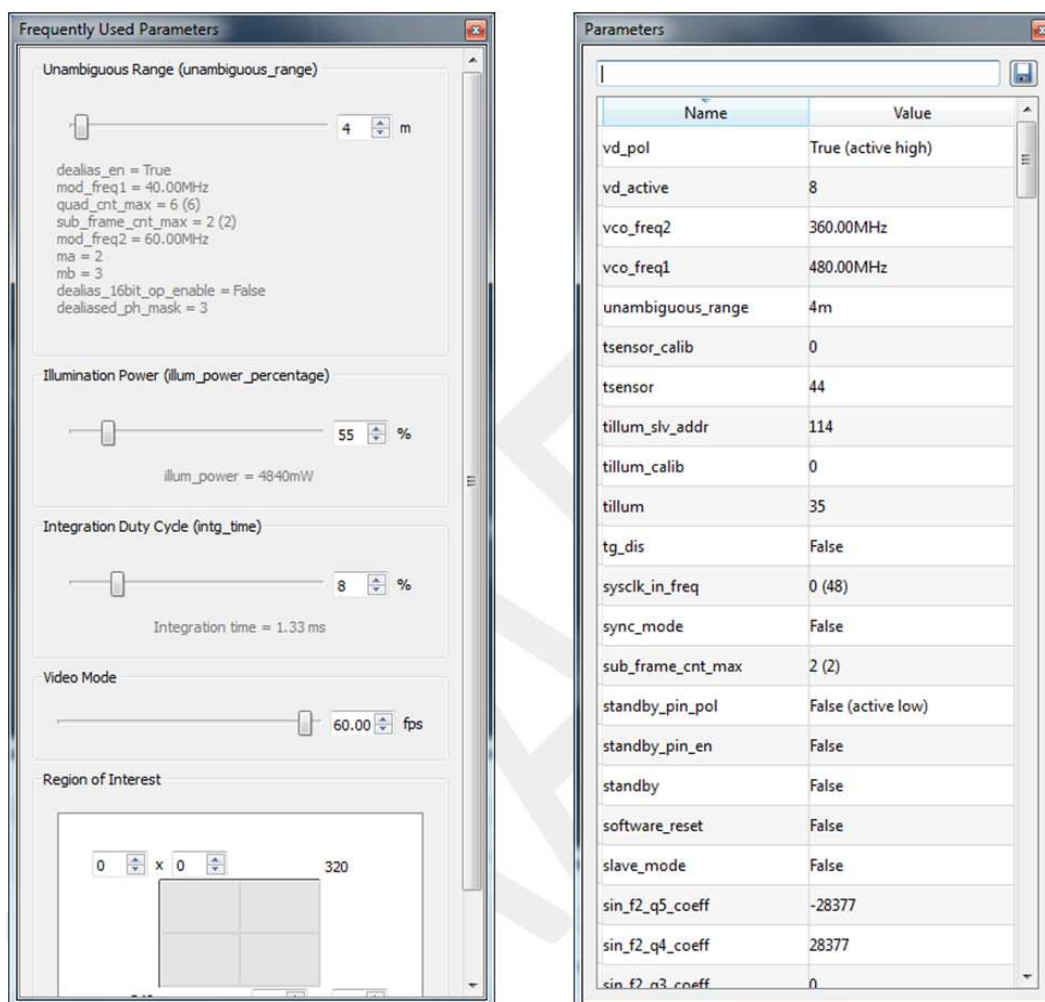 Frequently Used Parameters
Unambiguous Range (unambiguous_range)
4 m
dealias_en = True
mod_freq1 = 40.00MHz
quad_cnt_max = 6 (6)
sub_frame_cnt_max = 2 (2)
mod_freq2 = 60.00MHz
ma = 2
mb = 3
dealias_16bit_op_enable = False
dealiased_ph_mask = 3
Illumination Power (illum_power_percentage)
55 %
illum_power = 4840mW
Integration Duty Cycle (intg_time)
8 %
Integration time = 1.33 ms
Video Mode
60.00 fps
Region of Interest
0 x 0 320
Parameters
Name Value
vd_pol True (active high)
vd_active 8
vco_freq2 360.00MHz
vco_freq1 480.00MHz
unambiguous_range 4m
tsensor_calib 0
tsensor 44
tillum_slv_addr 114
tillum_calib 0
tillum 35
tg_dis False
sysclk_in_freq 0 (48)
sync_mode False
sub_frame_cnt_max 2 (2)
standby_pin_pol False (active low)
standby_pin_en False
standby False
software_reset False
slave_mode False
sin_f2_q5_coeff -28377
sin_f2_q4_coeff 28377
sin_f2_q3_coeff 0